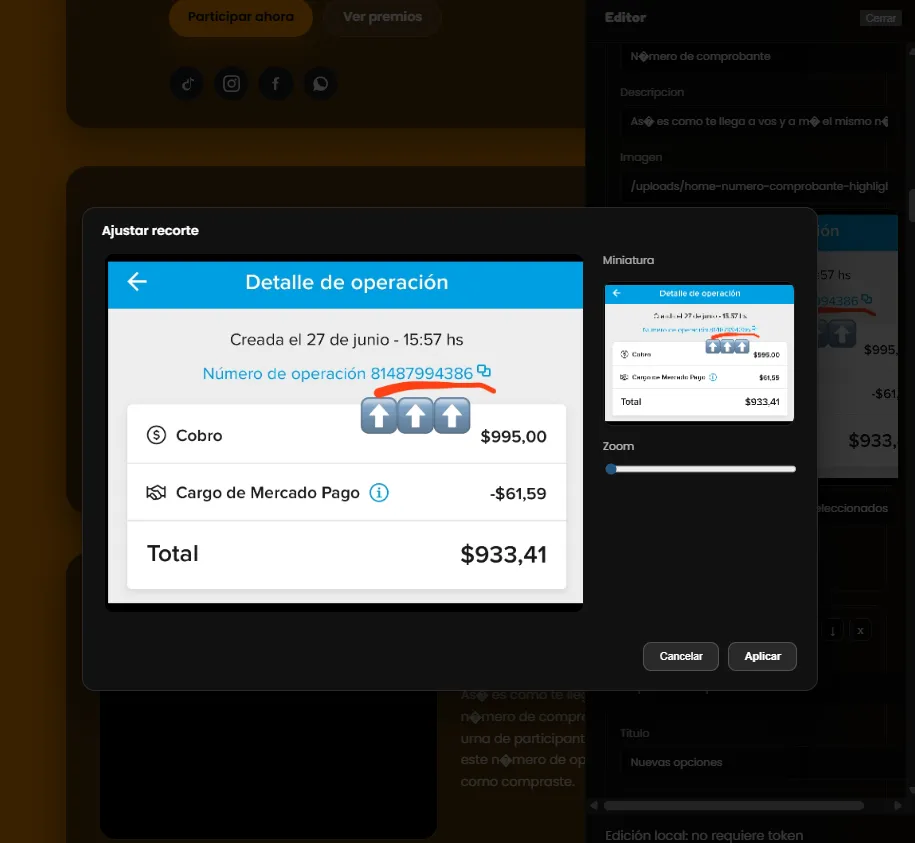 Participar ahora
Ver premios
Editor
Cerrar
N�mero de comprobante
Descripcion
As� es como te llega a vos y a m� el mismo n�
Imagen
/uploads/home-numero-comprobante-highligl
Ajustar recorte
Detalle de operación
Creada el 27 de junio - 15:57 hs
Número de operación 81487994386
Cobro
$995,00
Cargo de Mercado Pago
-$61,59
Total
$933,41
Miniatura
Detalle de operación
Creada el 27 de junio - 15:57 hs
Número de operación 81487994386
Cobro
$995,00
Cargo de Mercado Pago
-$61,59
Total
$933,41
Zoom
Cancelar
Aplicar
ión
:57 hs
994386
$995,
-$61,
$933,
eleccionados
↓
x
As� es como te lleg
n�mero de compro
urna de participant
este n�mero de op
como compraste.
Titulo
Nuevas opciones
Edición local: no requiere token